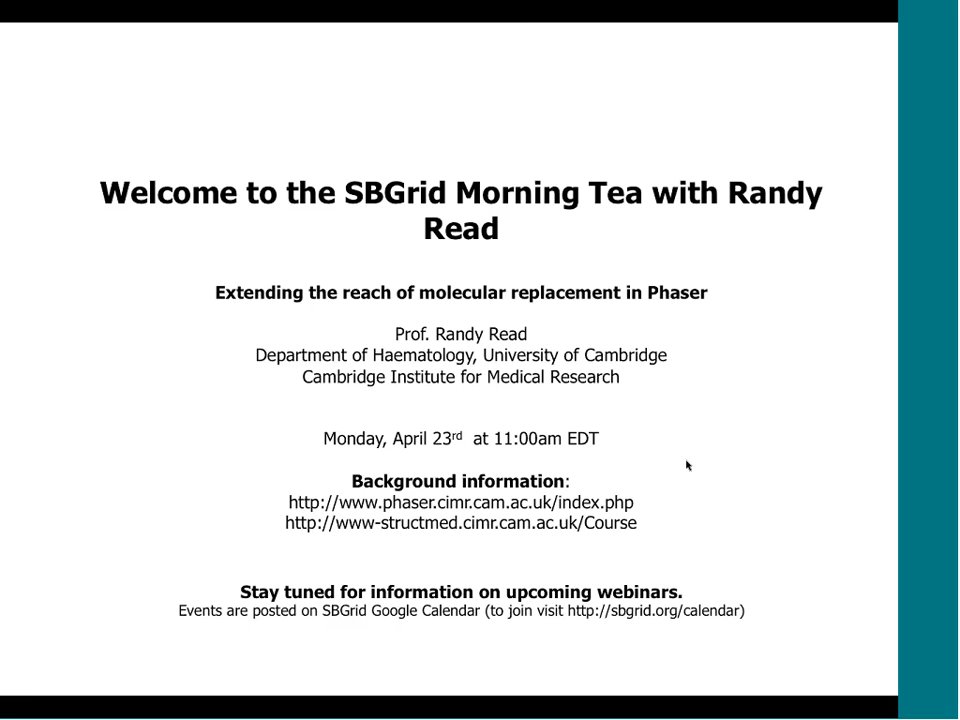 Welcome to the SBGrid Morning Tea with Randy
Read
Extending the reach of molecular replacement in Phaser
Prof. Randy Read
Department of Haematology, University of Cambridge
Cambridge Institute for Medical Research
Monday, April 23rd at 11:00am EDT
Background information:
http://www.phaser.cimr.cam.ac.uk/index.php
http://www-structmed.cimr.cam.ac.uk/Course
Stay tuned for information on upcoming webinars.
Events are posted on SBGrid Google Calendar (to join visit http://sbgrid.org/calendar)